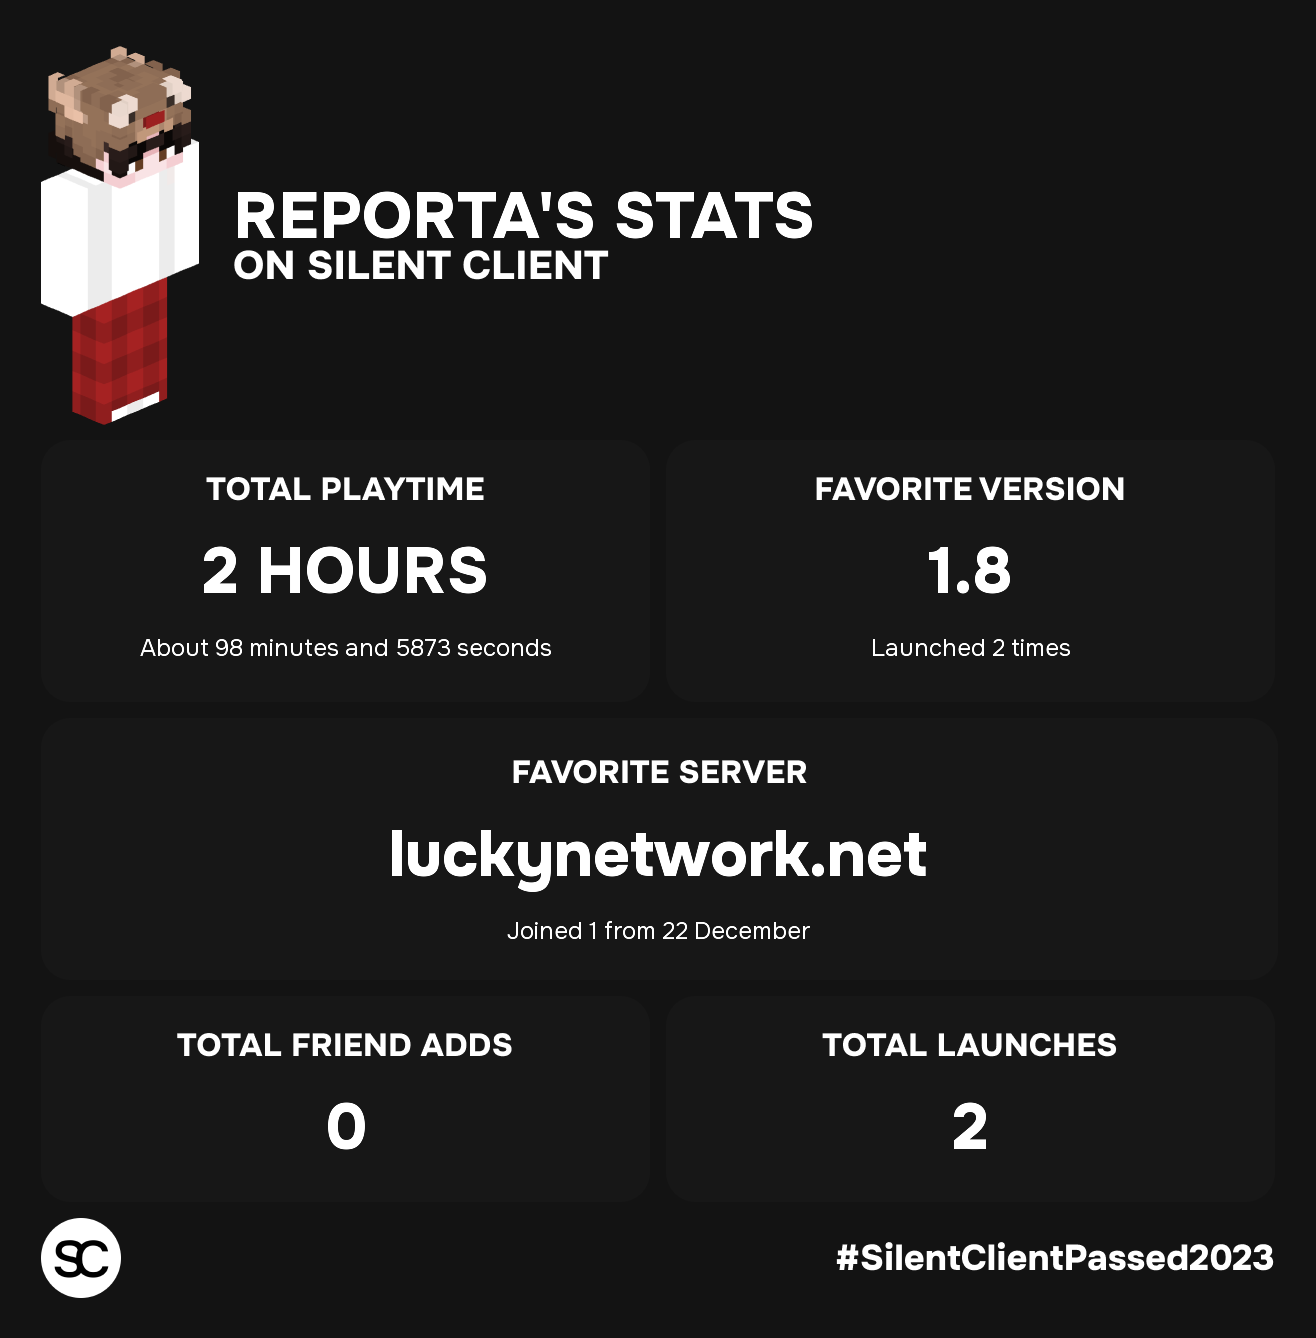 REPORTA'S STATS
ON SILENT CLIENT
TOTAL PLAYTIME
2 HOURS
About 98 minutes and 5873 seconds
FAVORITE VERSION
1.8
Launched 2 times
FAVORITE SERVER
luckynetwork.net
Joined 1 from 22 December
TOTAL FRIEND ADDS
0
TOTAL LAUNCHES
2
SC
#SilentClientPassed2023